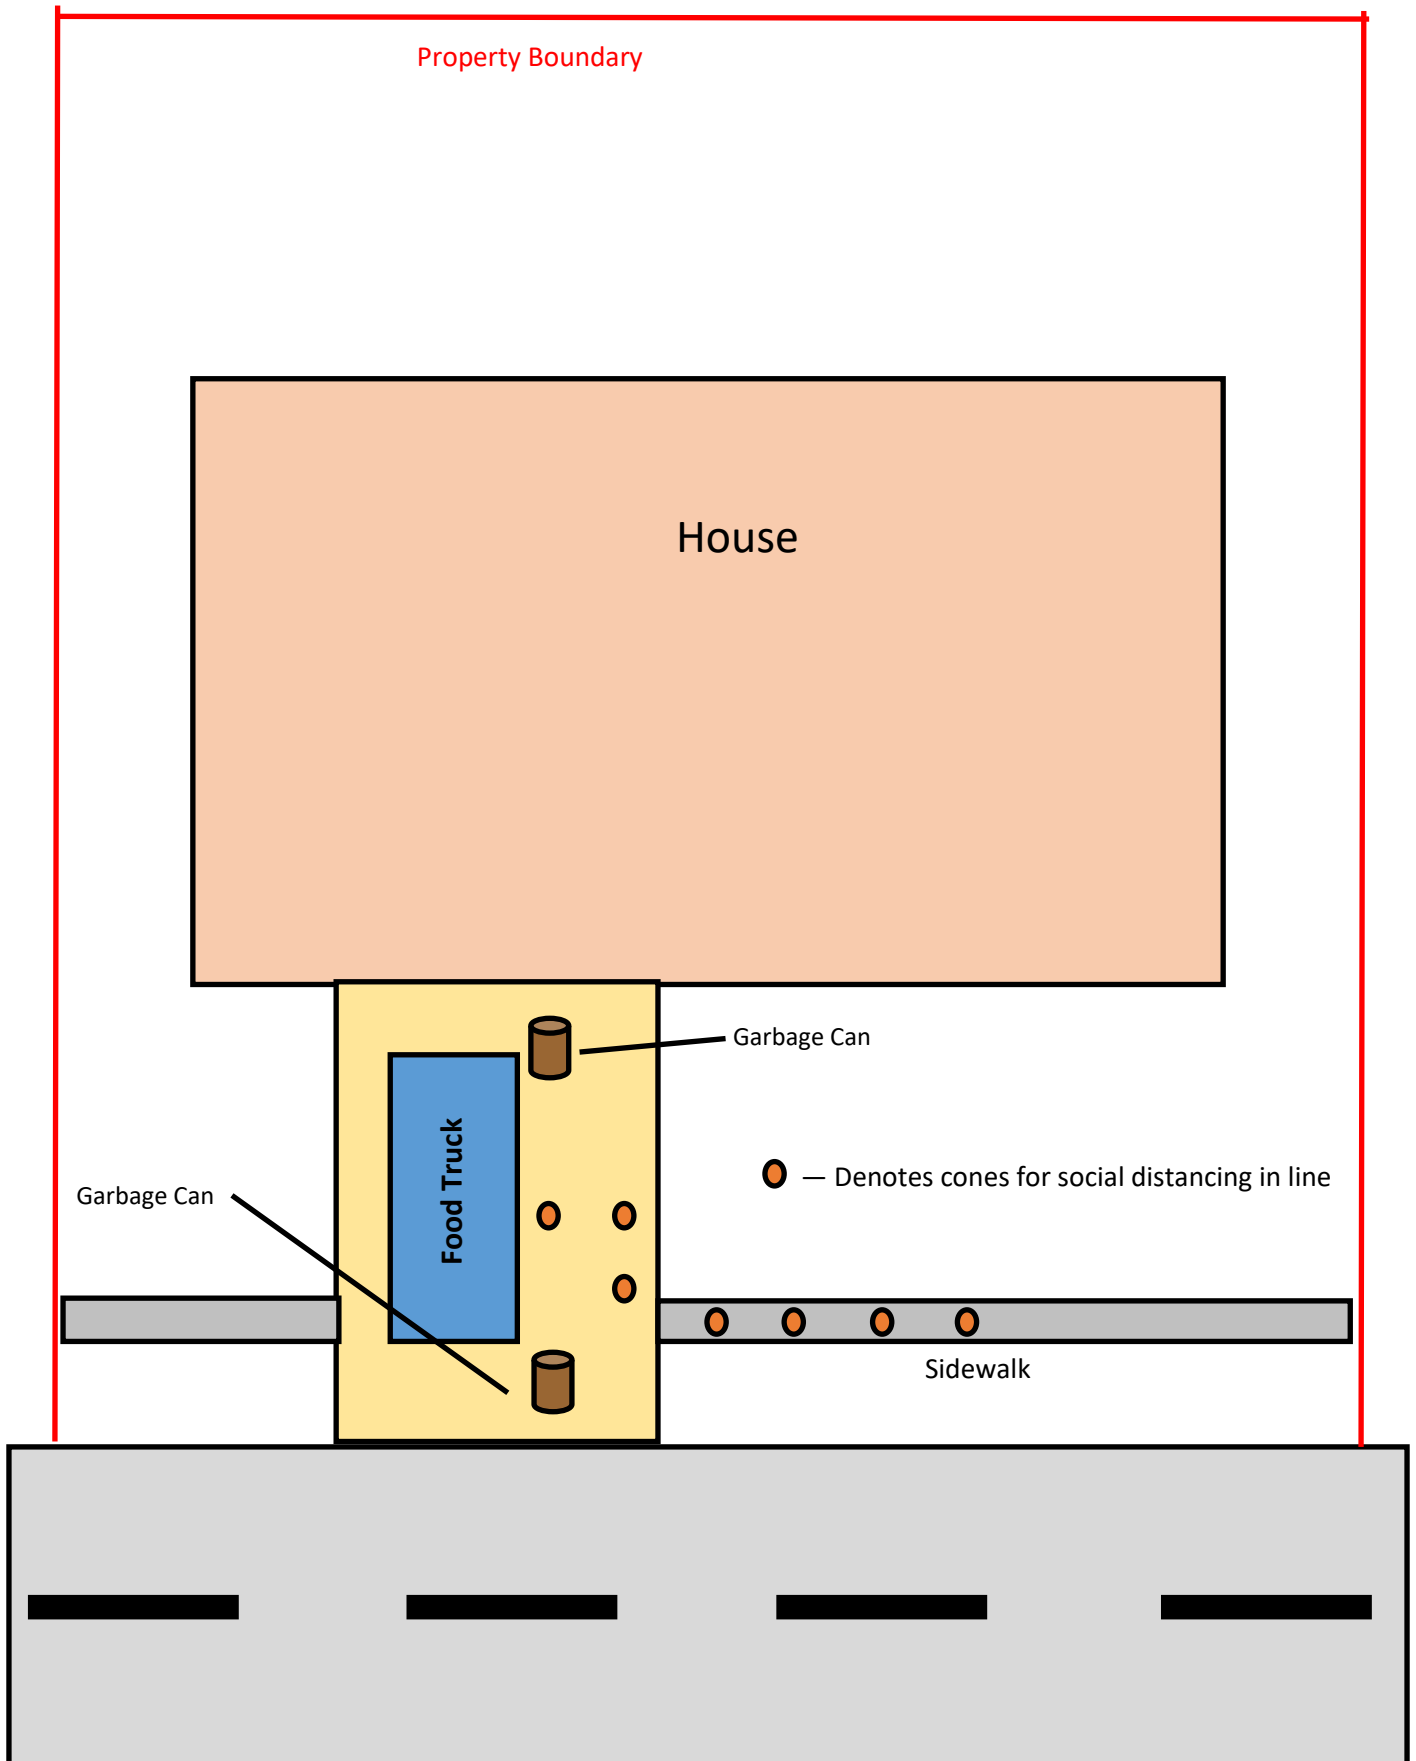 Property Boundary
House
Garbage Can
Food Truck
— Denotes cones for social distancing in line
Garbage Can
Sidewalk